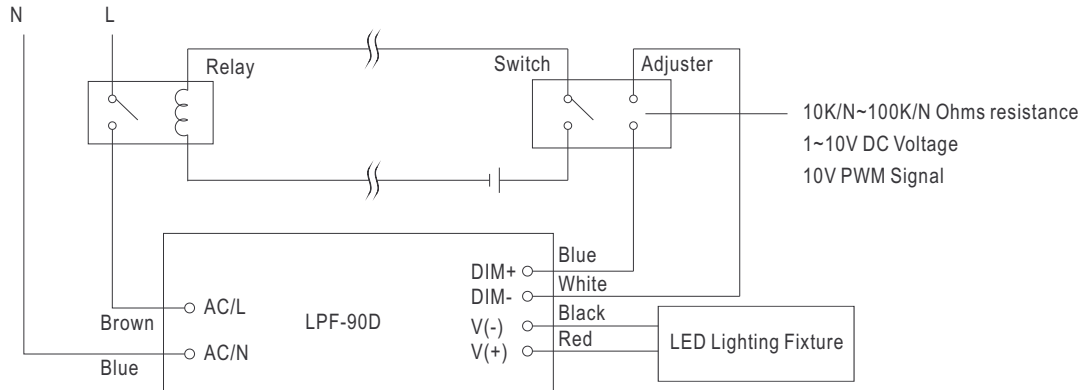 N L
Relay
Switch
Adjuster
10K/N~100K/N Ohms resistance
1~10V DC Voltage
10V PWM Signal
Blue
DIM+
White
DIM-
Black
V(-)
Red
V(+)
AC/L
Brown
LPF-90D
AC/N
Blue
LED Lighting Fixture